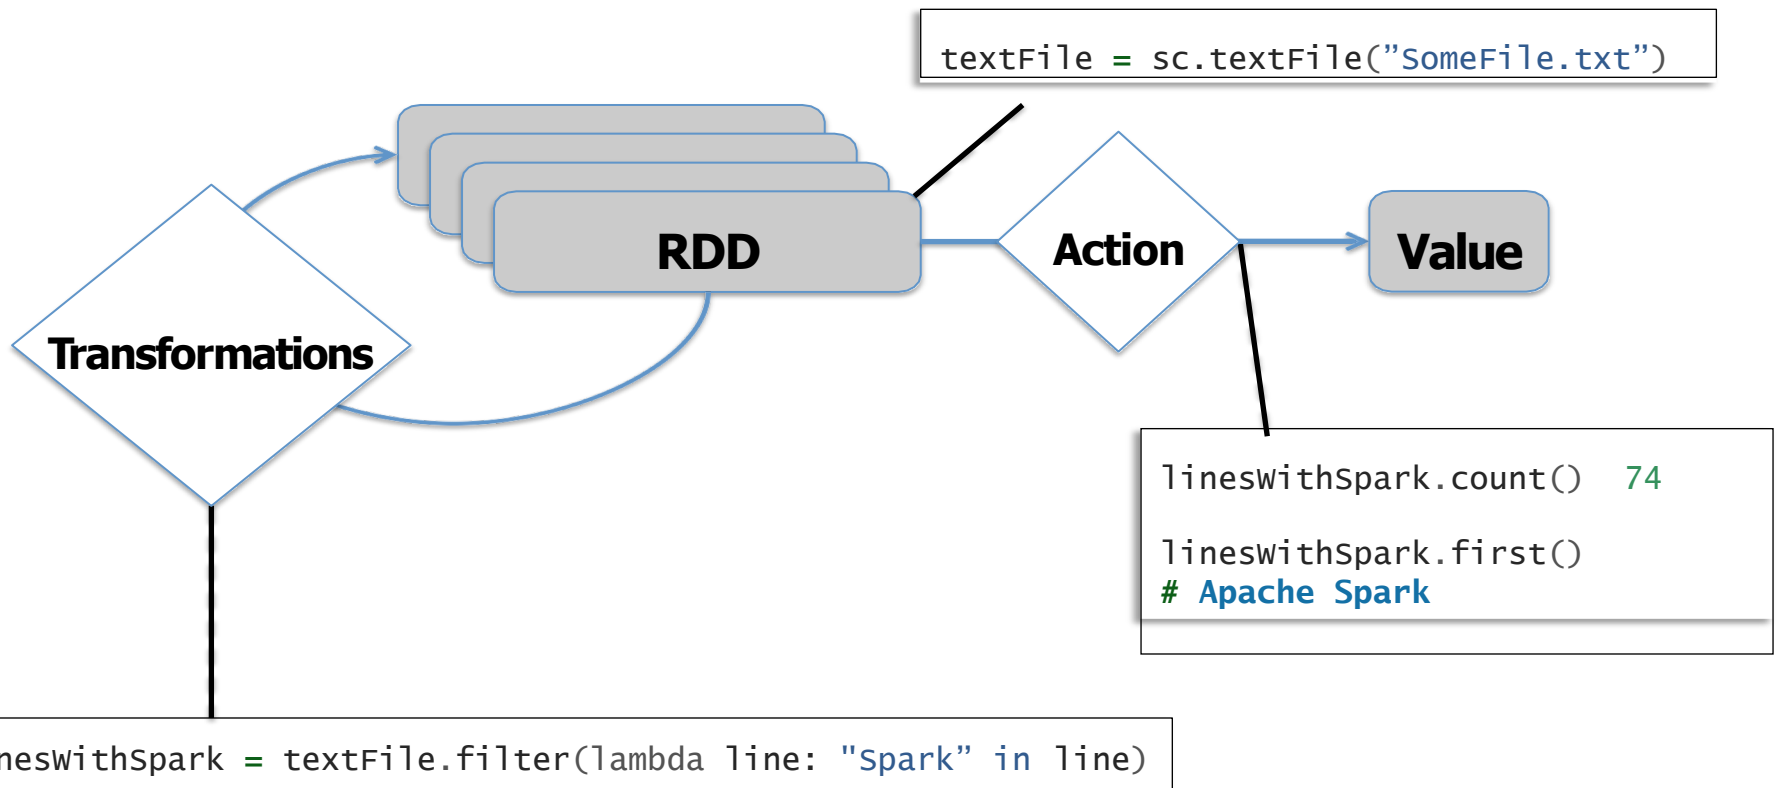 textFile = sc.textFile(”SomeFile.txt”)
RDD
Action
Value
Transformations
linesWithSpark.count() 74
linesWithSpark.first()
# Apache Spark
nesWithSpark = textFile.filter(lambda line: "Spark” in line)